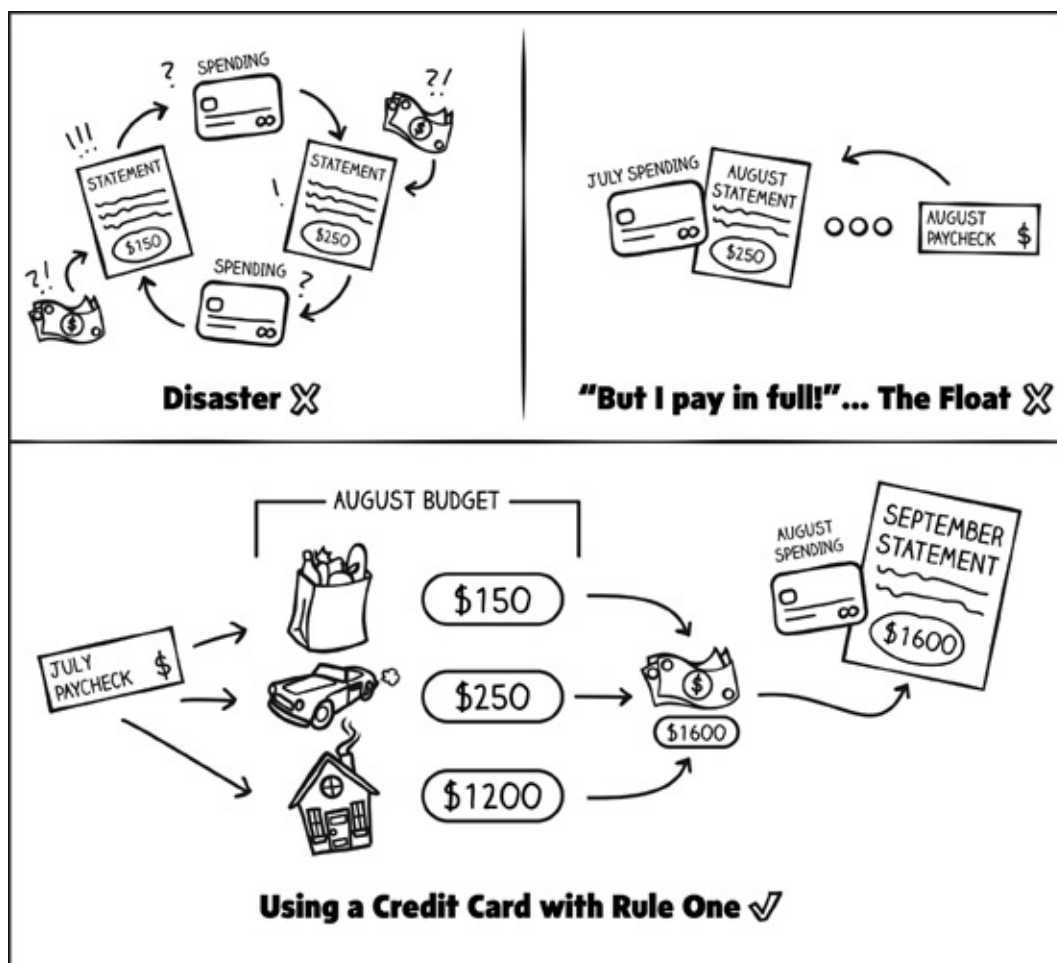 SPENDING
?
?!
!!!
STATEMENT
$150
STATEMENT
$250
!
SPENDING
?
?!
$
$
Disaster X
JULY SPENDING
AUGUST
STATEMENT
$250
AUGUST
PAYCHECK $
“But I pay in full!”... The Float X
AUGUST BUDGET
JULY
PAYCHECK $
$150
$250
$1200
$
$1600
AUGUST
SPENDING
SEPTEMBER
STATEMENT
$1600
Using a Credit Card with Rule One ✓